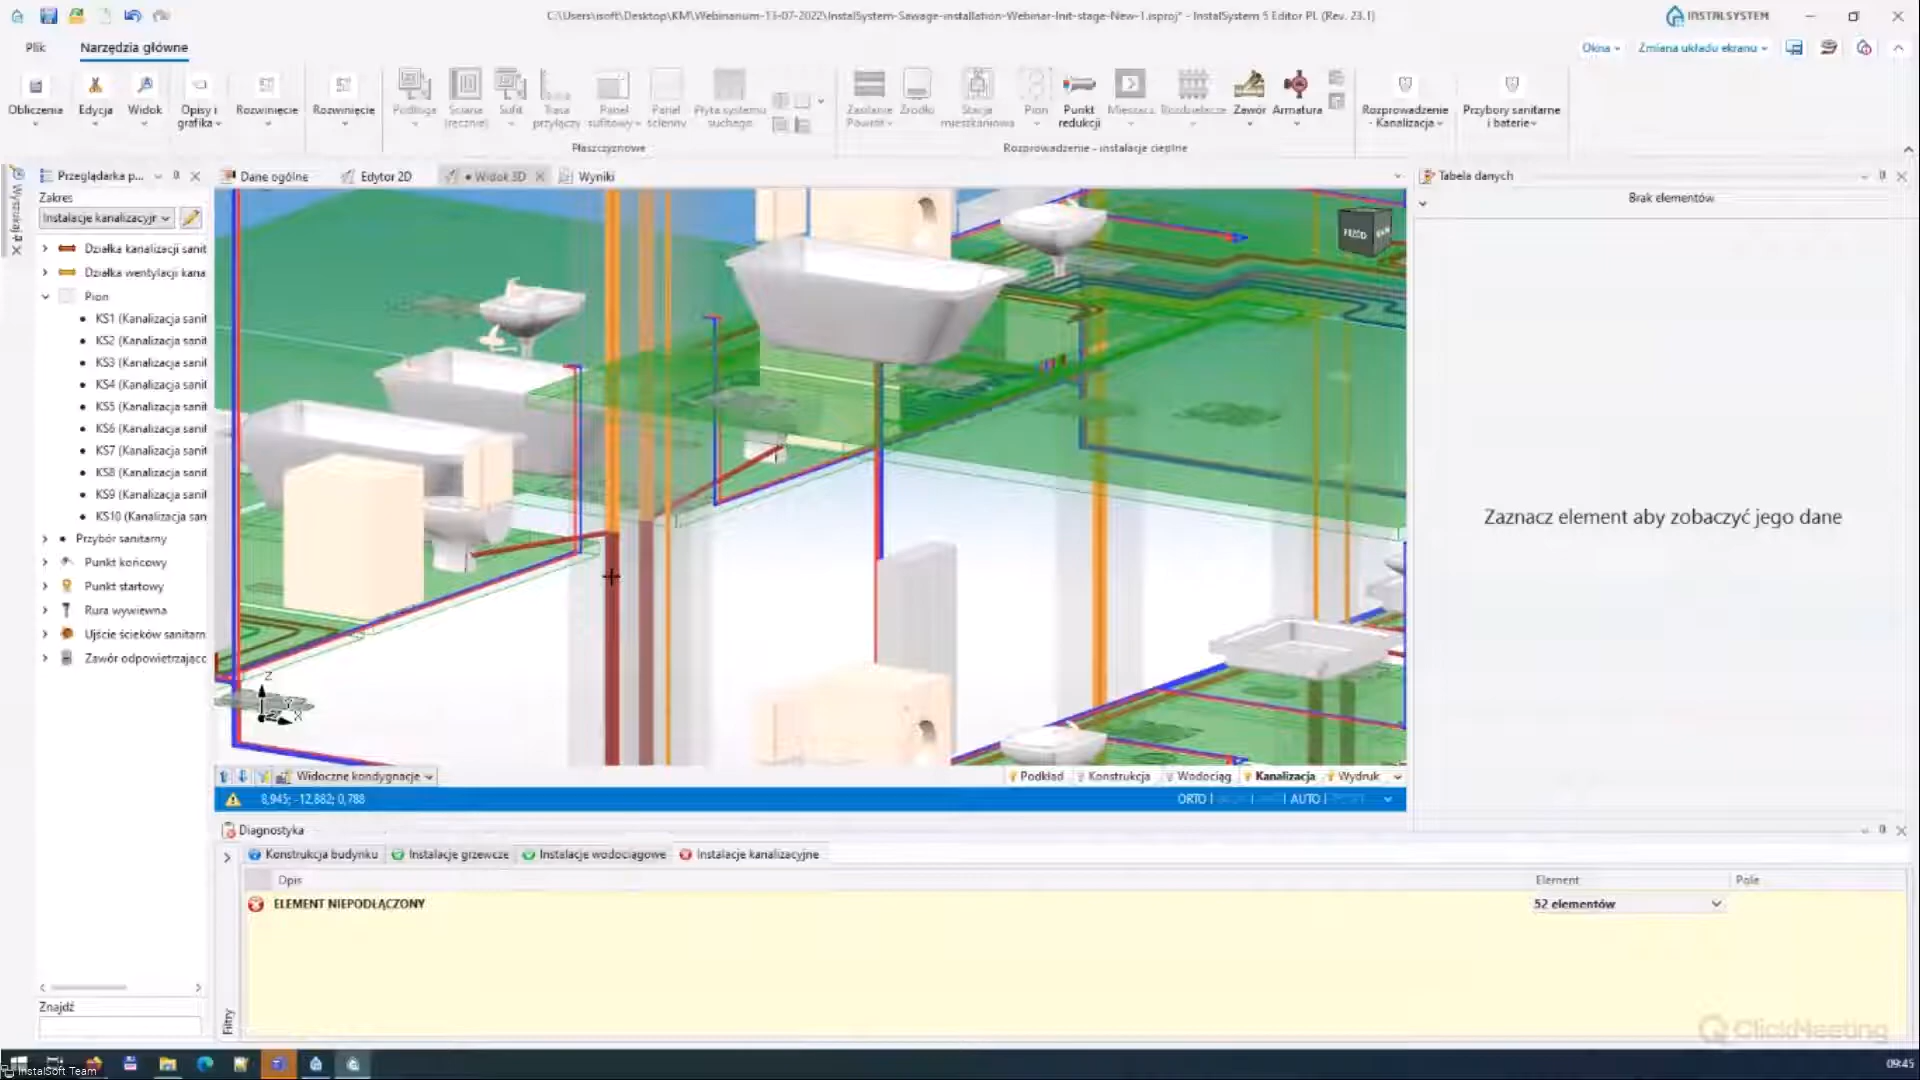 C:\Users\isoft\Desktop\KM\Webinarium-13-07-2022\InstalSystem-Sawage-installation-Webinar-Init-stage-New-1.isproj* - InstalSystem 5 Editor PL (Rev. 23.1)
INSTALSYSTEM
Plik
Narzędzia główne
Okna
Zmiana układu ekranu
Obliczenia
Edycja
Widok
Opisy i grafika
Rozwinięcie
Rozwinięcie
Podłoga
Ściana (ręcznie)
Sufit
Trasa przyłączy
Panel sufitowy
Panel ścienny
Płyta systemu suchego
Płaszczyznowe
Zasilanie Powrót
Źródło
Stacja mieszkaniowa
Pion
Punkt redukcji
Mieszacz
Rozdzielacze
Zawór
Armatura
Rozprowadzenie - instalacje cieplne
Rozprowadzenie - Kanalizacja
Przybory sanitarne i baterie
Wyszukaj
Przeglądarka p...
Zakres
Instalacje kanalizacyjn
Działka kanalizacji sanit
Działka wentylacji kana
Pion
KS1 (Kanalizacja sanit
KS2 (Kanalizacja sanit
KS3 (Kanalizacja sanit
KS4 (Kanalizacja sanit
KS5 (Kanalizacja sanit
KS6 (Kanalizacja sanit
KS7 (Kanalizacja sanit
KS8 (Kanalizacja sanit
KS9 (Kanalizacja sanit
KS10 (Kanalizacja san
Przybór sanitarny
Punkt końcowy
Punkt startowy
Rura wywiewna
Ujście ścieków sanitarn
Zawór odpowietrzając
Znajdź
Dane ogólne
Edytor 2D
Widok 3D
Wyniki
PRZÓD
Z
X
Widoczne kondygnacje
Podkład
Konstrukcja
Wodociąg
Kanalizacja
Wydruk
8,945; -12,882; 0,788
ORTO
AUTO
Tabela danych
Brak elementów
Zaznacz element aby zobaczyć jego dane
Diagnostyka
Konstrukcja budynku
Instalacje grzewcze
Instalacje wodociągowe
Instalacje kanalizacyjne
Opis
Element
Pole
ELEMENT NIEPODŁĄCZONY
52 elementów
Filtry
ClickMeeting
InstalSoft Team
09:45